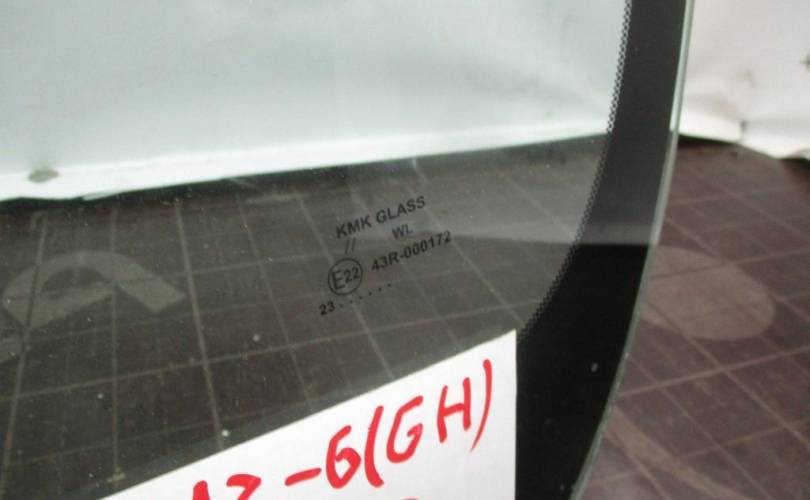 KMK GLASS
// WL
E22 43R-000172
23......
-6(GH)